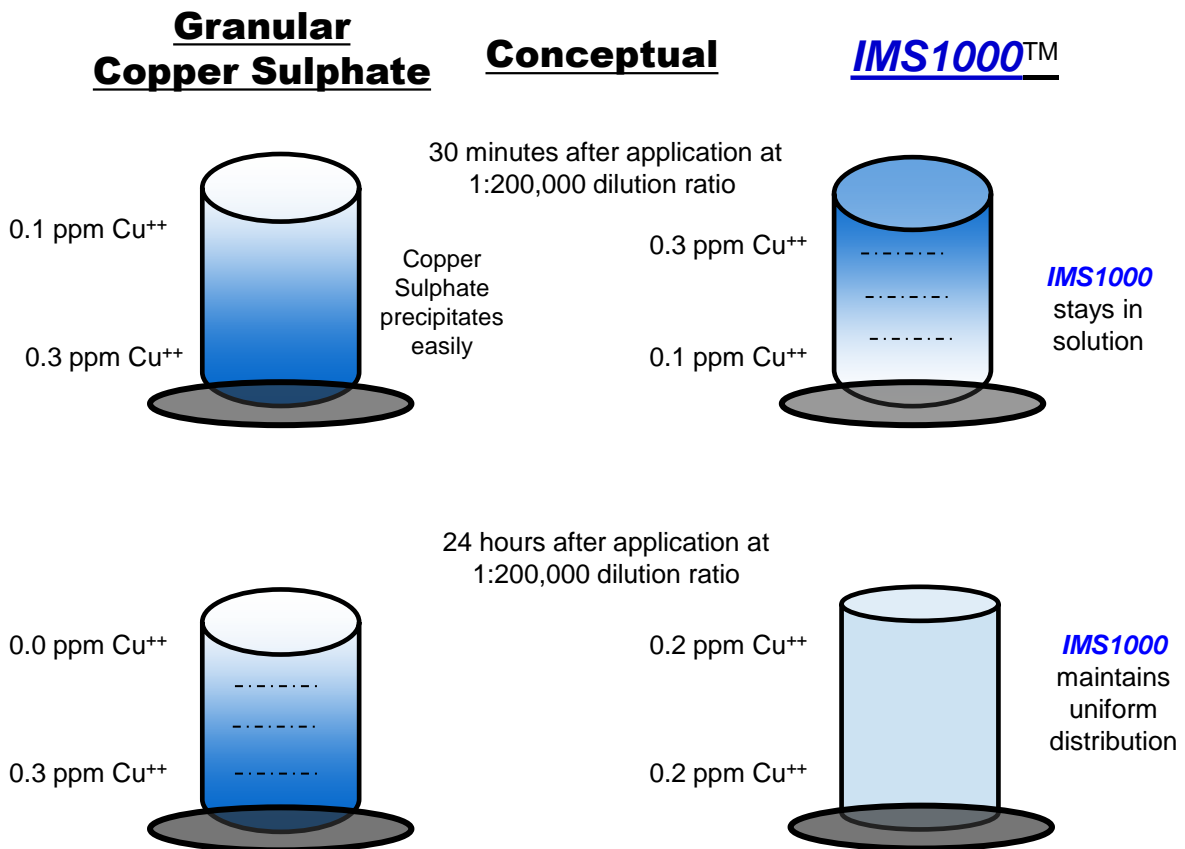 Granular
Copper Sulphate
Conceptual
IMS1000™
30 minutes after application at
1:200,000 dilution ratio
0.1 ppm Cu⁺⁺
0.3 ppm Cu⁺⁺
Copper
Sulphate
precipitates
easily
0.3 ppm Cu⁺⁺
0.1 ppm Cu⁺⁺
IMS1000
stays in
solution
24 hours after application at
1:200,000 dilution ratio
0.0 ppm Cu⁺⁺
0.3 ppm Cu⁺⁺
0.2 ppm Cu⁺⁺
0.2 ppm Cu⁺⁺
IMS1000
maintains
uniform
distribution